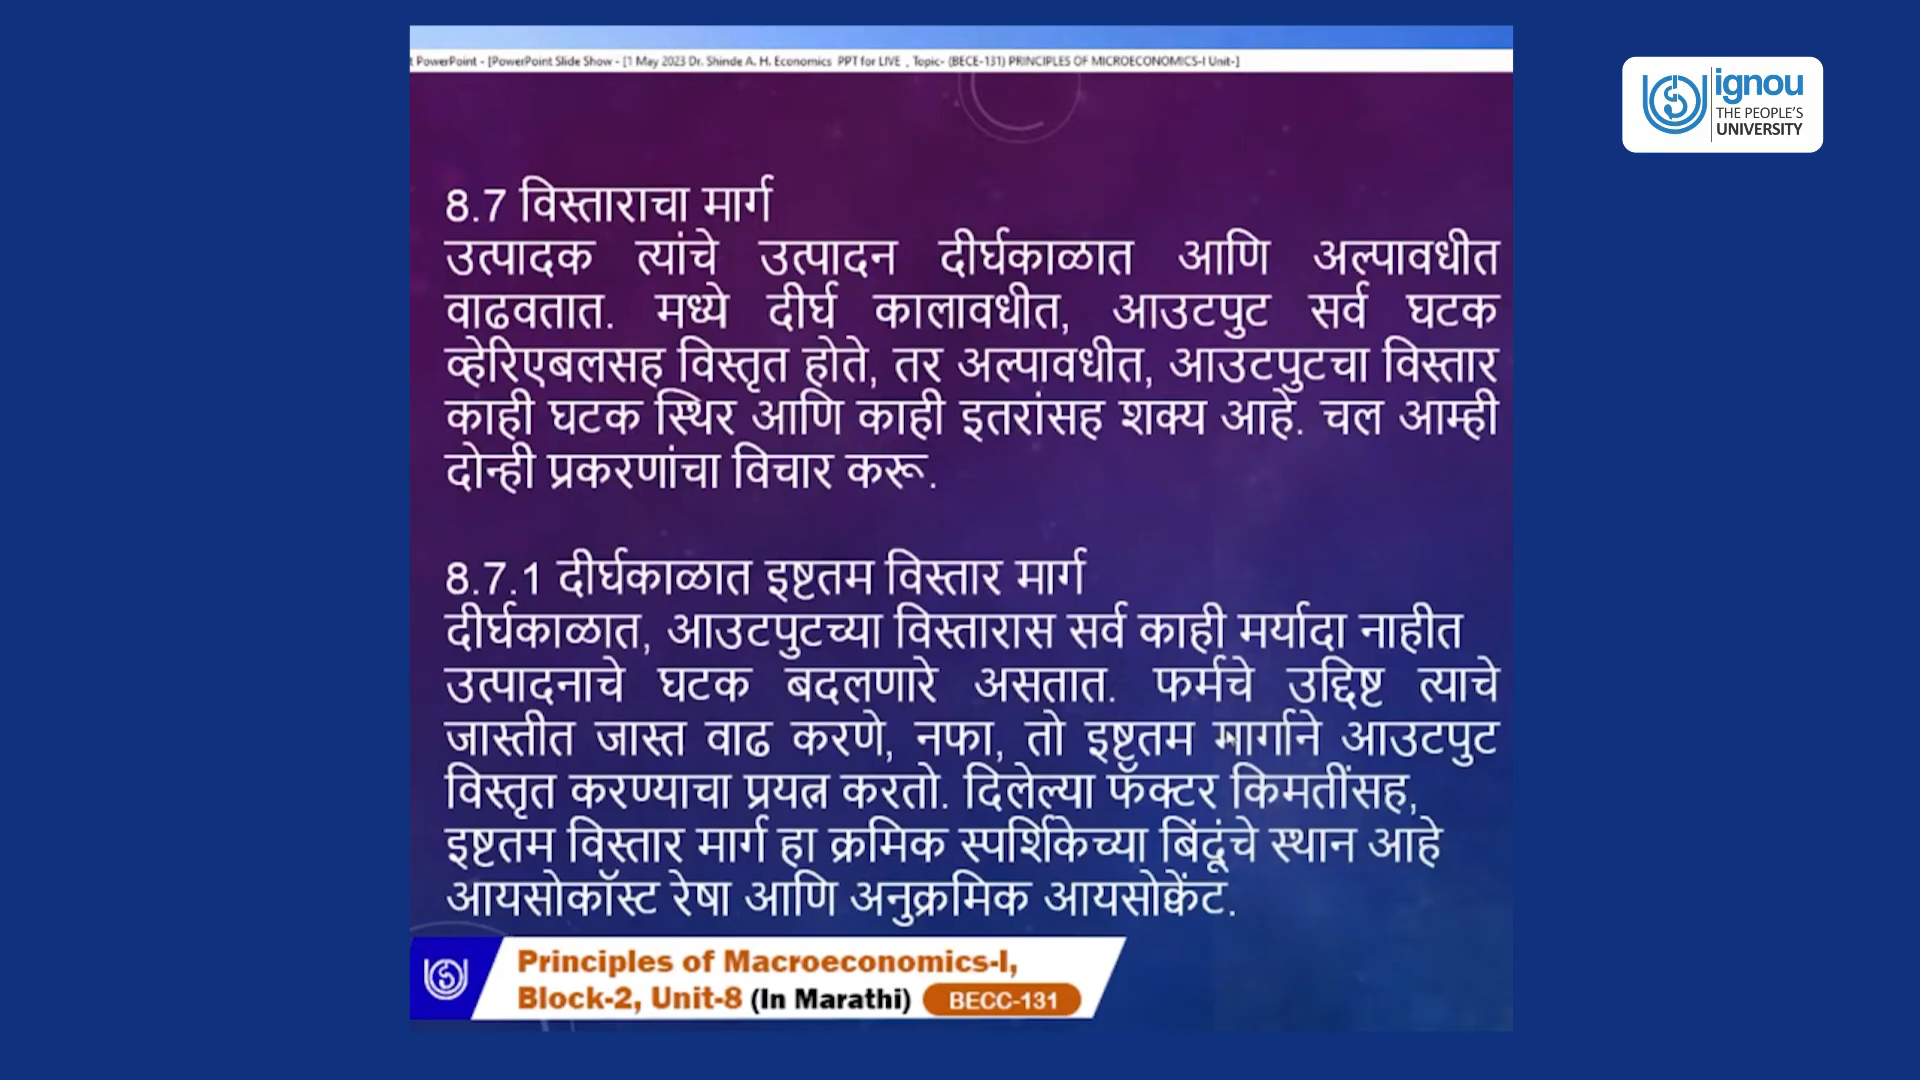 t PowerPoint - [PowerPoint Slide Show - [1 May 2023 Dr. Shinde A. H. Economics PPT for LIVE , Topic- (BECE-131) PRINCIPLES OF MICROECONOMICS-I Unit-]
ignou
THE PEOPLE'S
UNIVERSITY
8.7 विस्ताराचा मार्ग
उत्पादक त्यांचे उत्पादन दीर्घकाळात आणि अल्पावधीत
वाढवतात. मध्ये दीर्घ कालावधीत, आउटपुट सर्व घटक
व्हेरिएबलसह विस्तृत होते, तर अल्पावधीत, आउटपुटचा विस्तार
काही घटक स्थिर आणि काही इतरांसह शक्य आहे. चल आम्ही
दोन्ही प्रकरणांचा विचार करू.
8.7.1 दीर्घकाळात इष्टतम विस्तार मार्ग
दीर्घकाळात, आउटपुटच्या विस्तारास सर्व काही मर्यादा नाहीत
उत्पादनाचे घटक बदलणारे असतात. फर्मचे उद्दिष्ट त्याचे
जास्तीत जास्त वाढ करणे, नफा, तो इष्टतम मार्गाने आउटपुट
विस्तृत करण्याचा प्रयत्न करतो. दिलेल्या फॅक्टर किमतींसह,
इष्टतम विस्तार मार्ग हा क्रमिक स्पर्शिकेच्या बिंदूंचे स्थान आहे
आयसोकॉस्ट रेषा आणि अनुक्रमिक आयसोक्वेंट.
Principles of Macroeconomics-I,
Block-2, Unit-8 (In Marathi) BECC-131